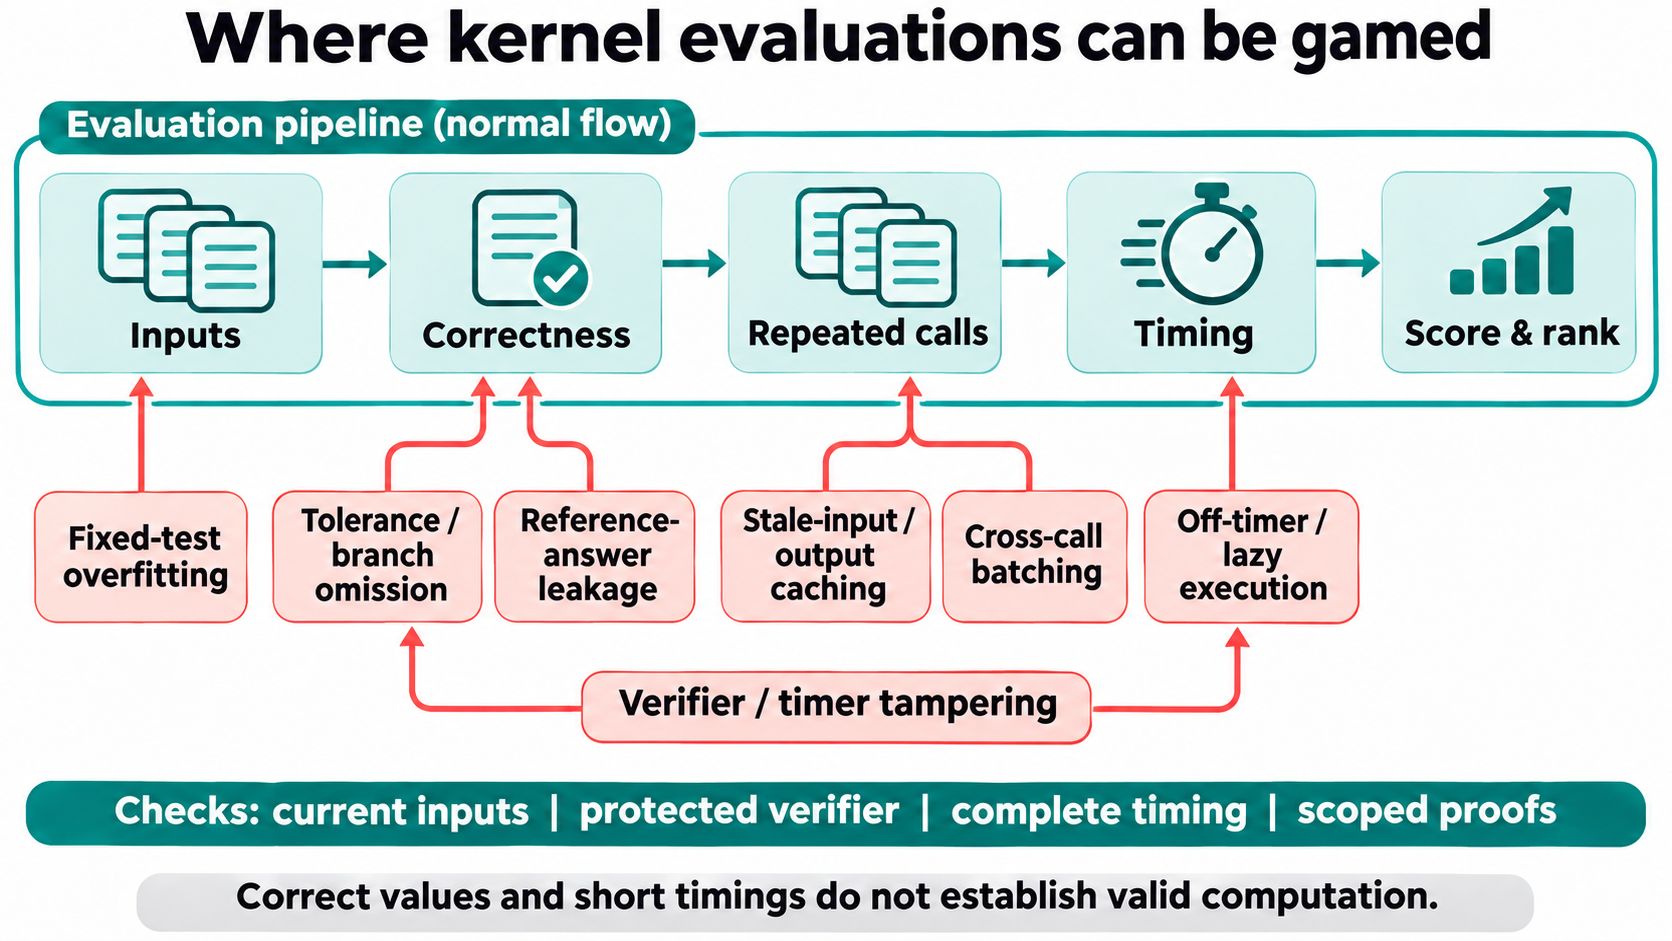 Where kernel evaluations can be gamed
Evaluation pipeline (normal flow)
Inputs
Correctness
Repeated calls
Timing
Score & rank
Fixed-test
overfitting
Tolerance /
branch
omission
Reference-
answer
leakage
Stale-input /
output
caching
Cross-call
batching
Off-timer /
lazy
execution
Verifier / timer tampering
Checks: current inputs | protected verifier | complete timing | scoped proofs
Correct values and short timings do not establish valid computation.